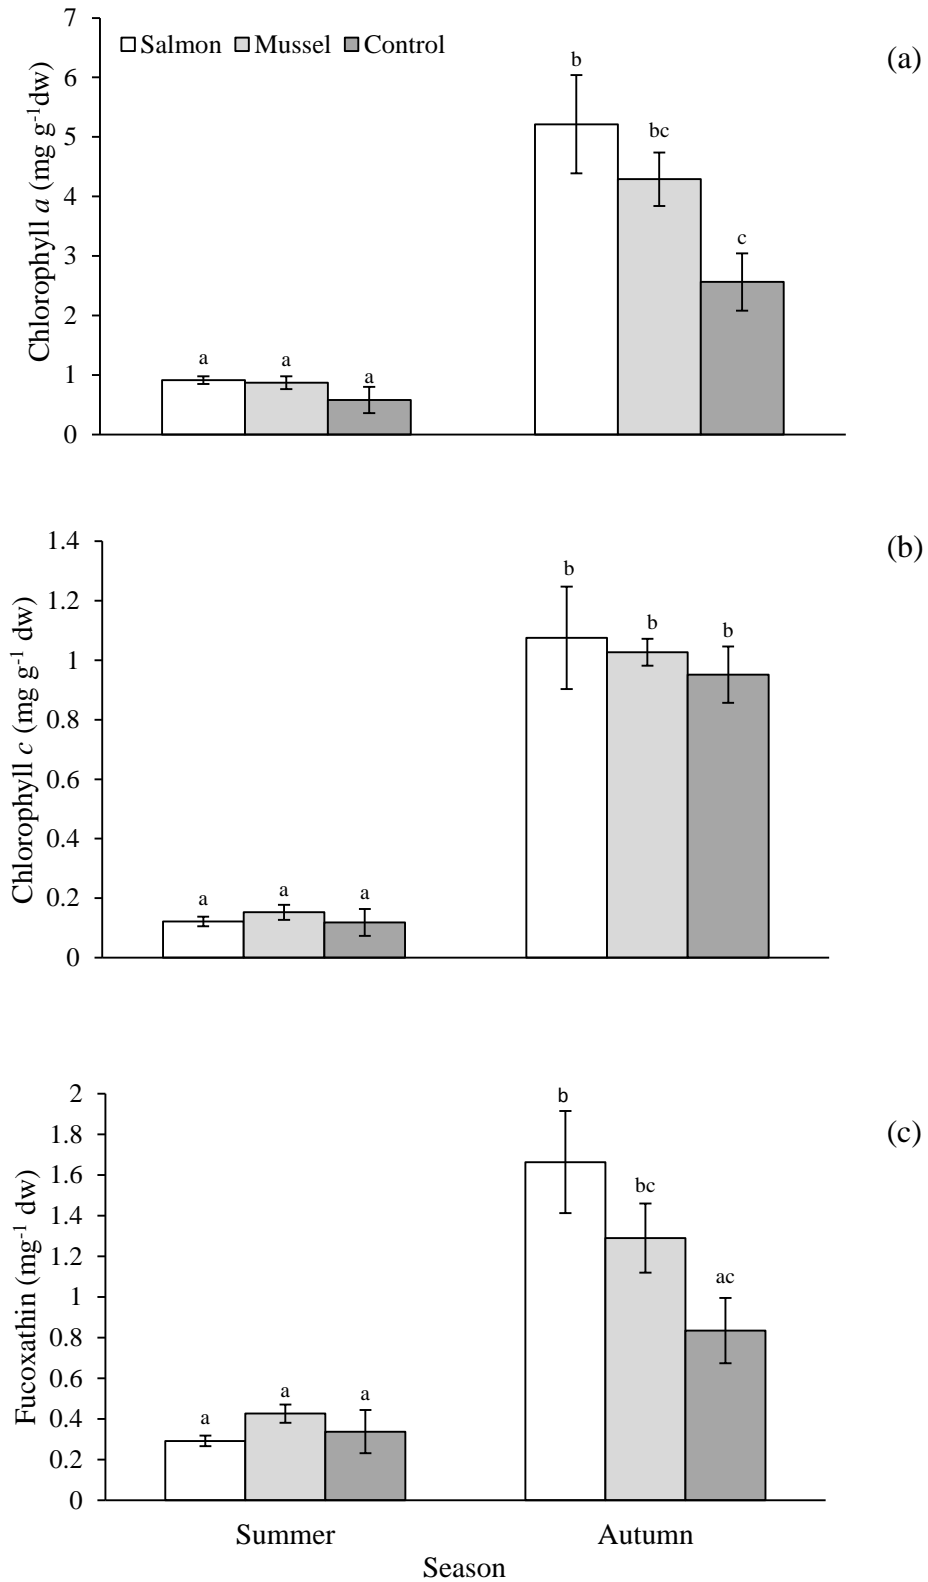 7
6
5
4
3
2
1
0
Chlorophyll a (mg g-1dw)
Salmon Mussel Control
(a)
a a a b bc c
1.4
1.2
1
0.8
0.6
0.4
0.2
0
Chlorophyll c (mg g-1 dw)
(b)
a a a b b b
2
1.8
1.6
1.4
1.2
1
0.8
0.6
0.4
0.2
0
Fucoxathin (mg-1 dw)
(c)
a a a b bc ac
Summer Autumn
Season